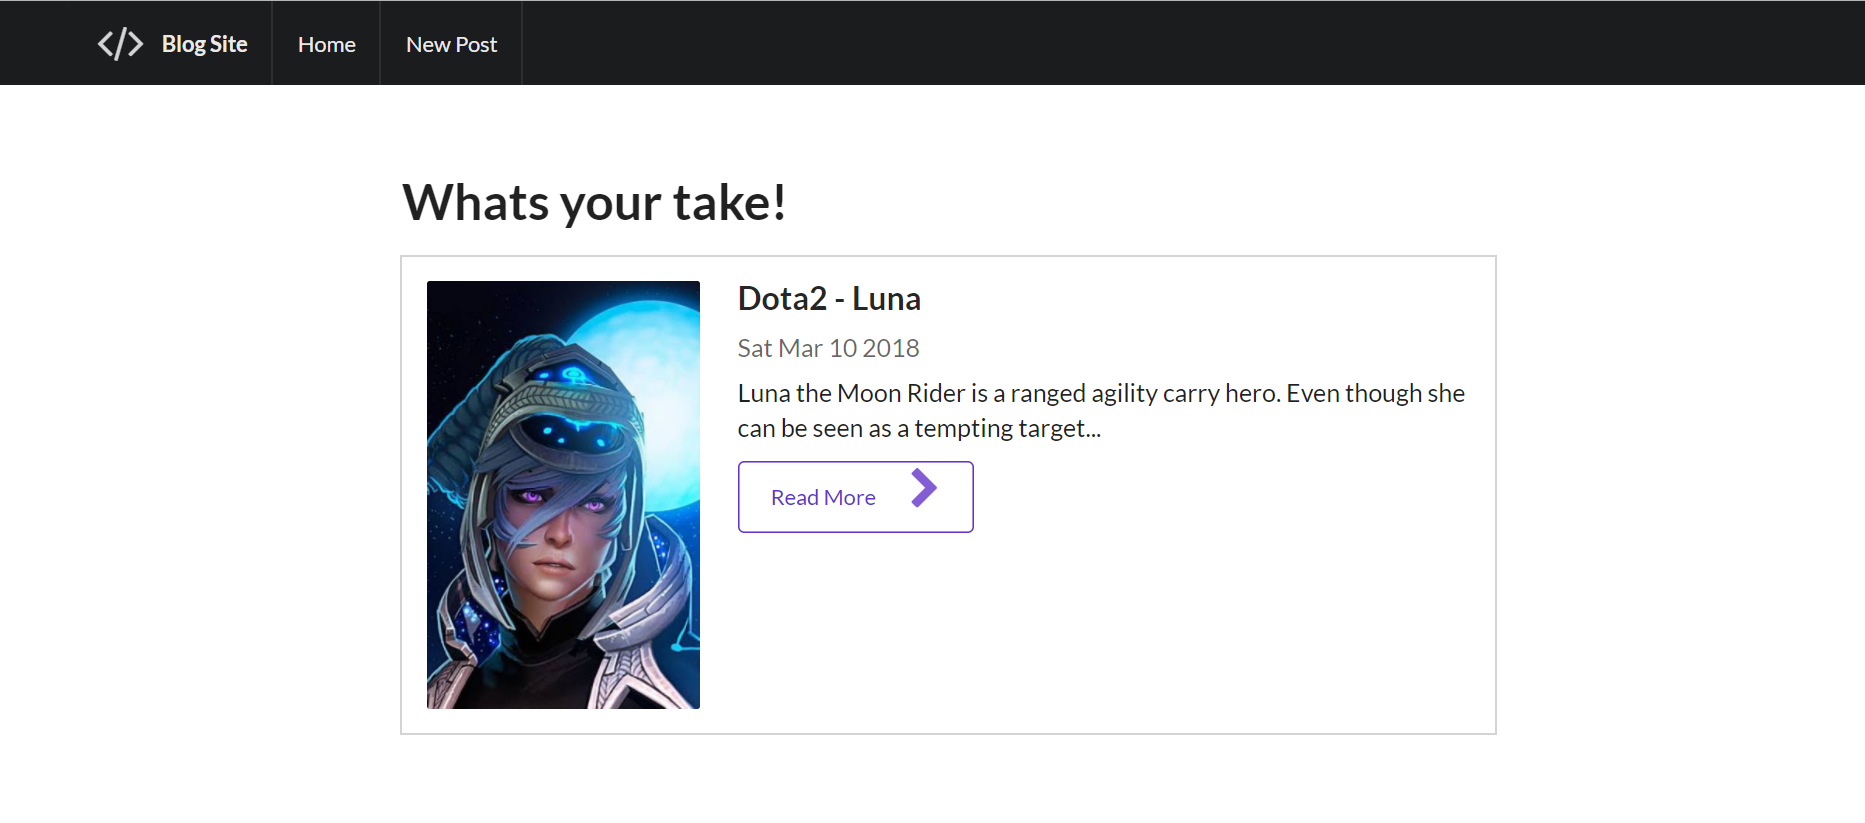 </> Blog Site Home New Post
Whats your take!
Dota2 - Luna
Sat Mar 10 2018
Luna the Moon Rider is a ranged agility carry hero. Even though she
can be seen as a tempting target...
Read More